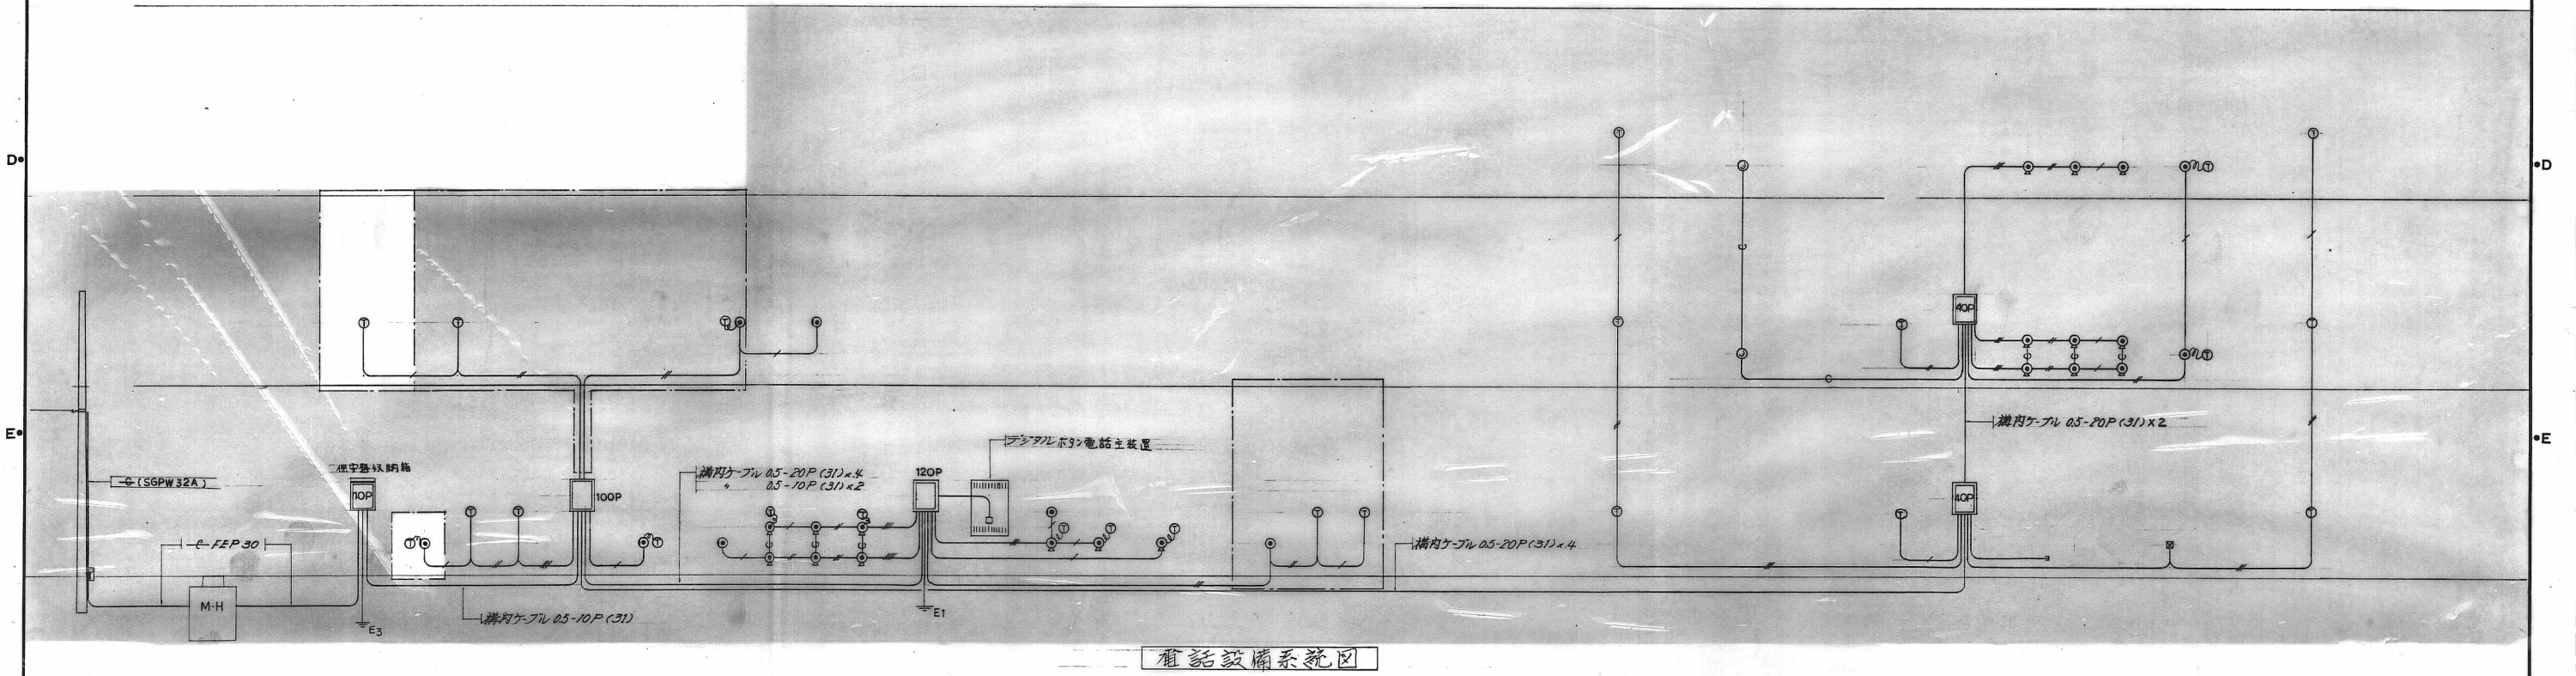 D
D
40P
E
E
構内ケーブル 0.5-20P (31)×2
デジタルボタン電話主装置
保安器収納箱
C (SGPW32A)
構内ケーブル 0.5-20P (31)×4
〃 0.5-10P (31)×2
120P
10P
100P
40P
C FEP 30
構内ケーブル 0.5-20P (31)×4
M-H
E3
構内ケーブル 0.5-10P (31)
E1
電話設備系統図